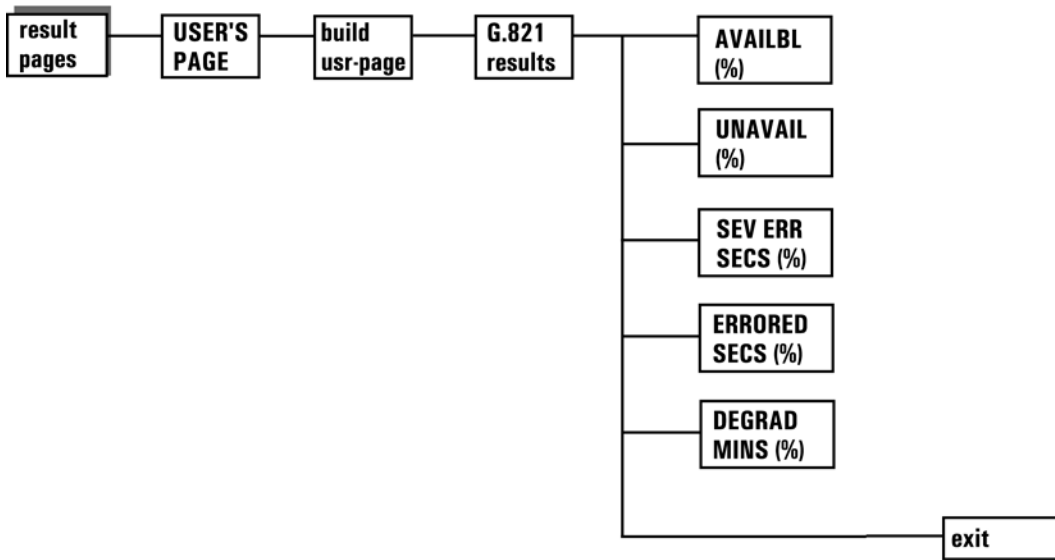 result
pages
USER'S
PAGE
build
usr-page
G.821
results
AVAILBL
(%)
UNAVAIL
(%)
SEV ERR
SECS (%)
ERRORED
SECS (%)
DEGRAD
MINS (%)
exit